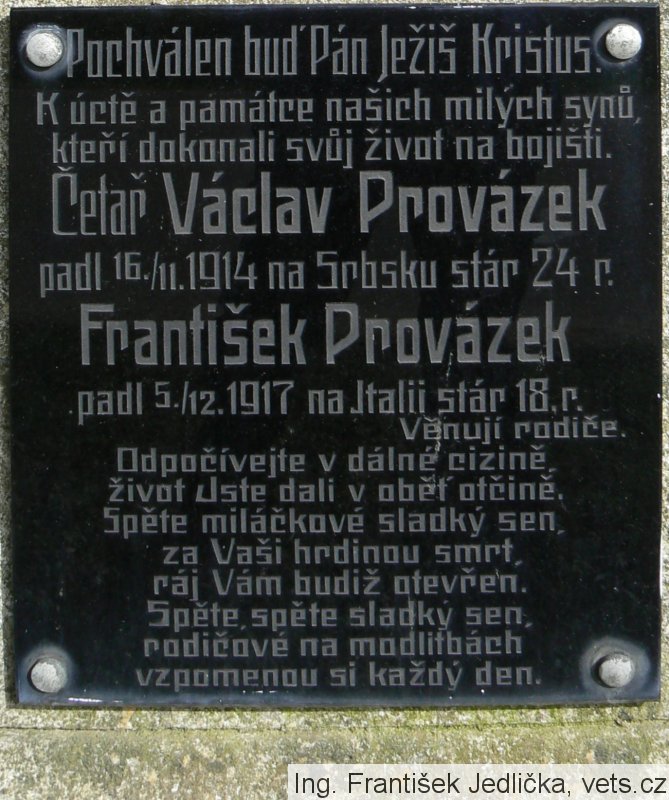 Pochválen buď Pán Ježiš Kristus.
K úctě a památce našich milých synů,
kteří dokonali svůj život na bojišti.
Četař Václav Provázek
padl 16./11.1914 na Srbsku stár 24 r.
František Provázek
padl 5./12.1917 na Jtalii stár 18.r.
Věnují rodiče.
Odpočívejte v dálné cizině,
život Jste dali v oběť otčině.
Spěte miláčkové sladký sen,
za Vaši hrdinou smrt,
ráj Vám budiž otevřen.
Spěte, spěte sladký sen,
rodičové na modlitbách
vzpomenou si každý den.
Ing. František Jedlička, vets.cz